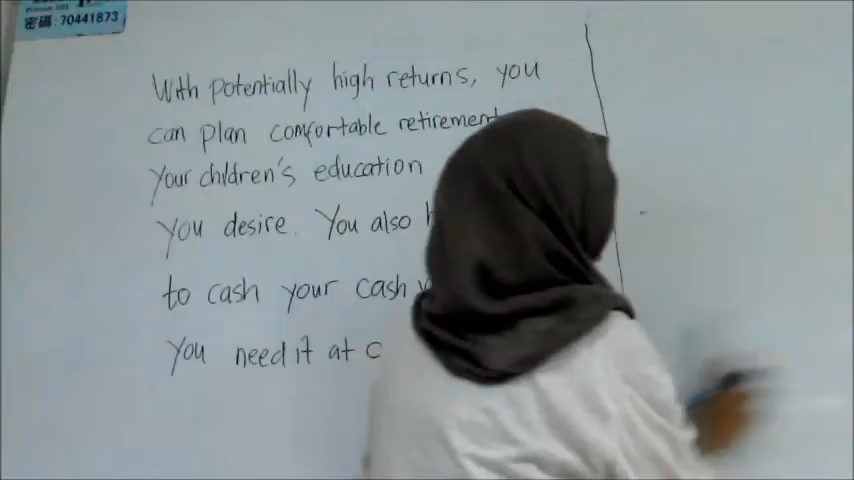 密碼:70441873
With potentially high returns, you
can plan comfortable retirement
your children's education
you desire. You also
to cash your cash
you need it at